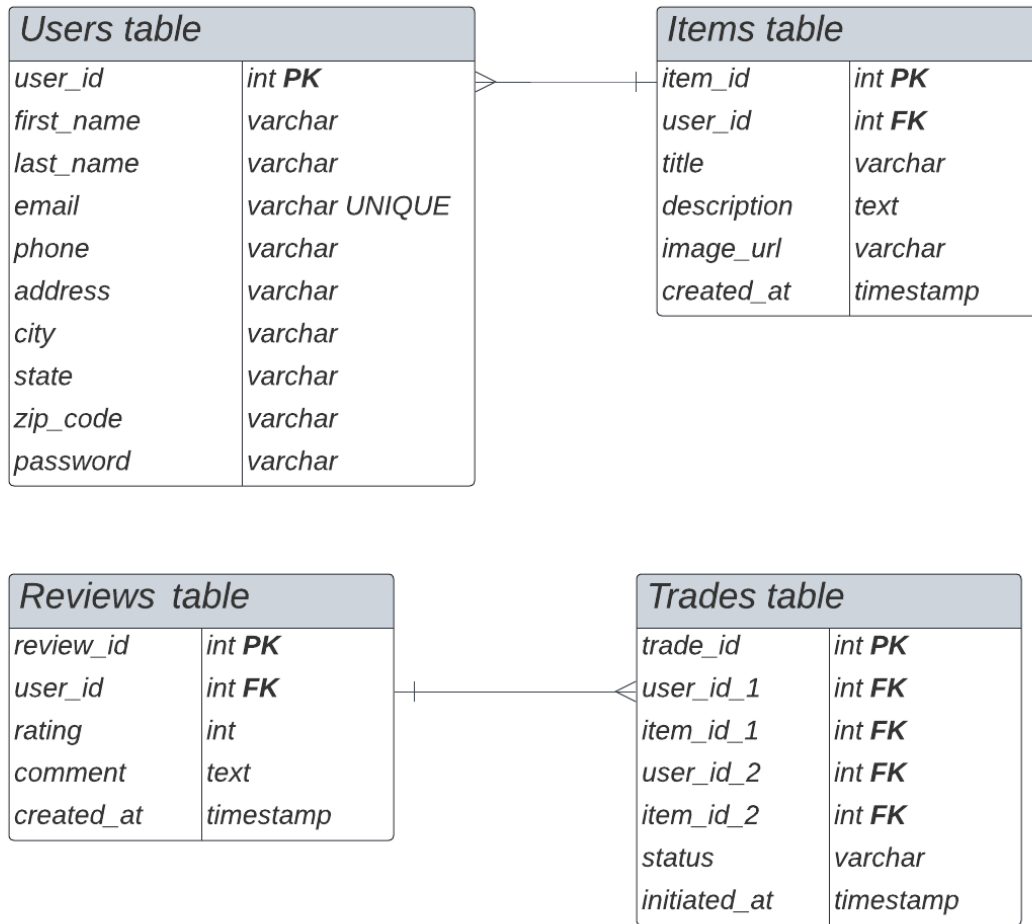 Users table
user_id int PK
first_name varchar
last_name varchar
email varchar UNIQUE
phone varchar
address varchar
city varchar
state varchar
zip_code varchar
password varchar
Items table
item_id int PK
user_id int FK
title varchar
description text
image_url varchar
created_at timestamp
Reviews table
review_id int PK
user_id int FK
rating int
comment text
created_at timestamp
Trades table
trade_id int PK
user_id_1 int FK
item_id_1 int FK
user_id_2 int FK
item_id_2 int FK
status varchar
initiated_at timestamp